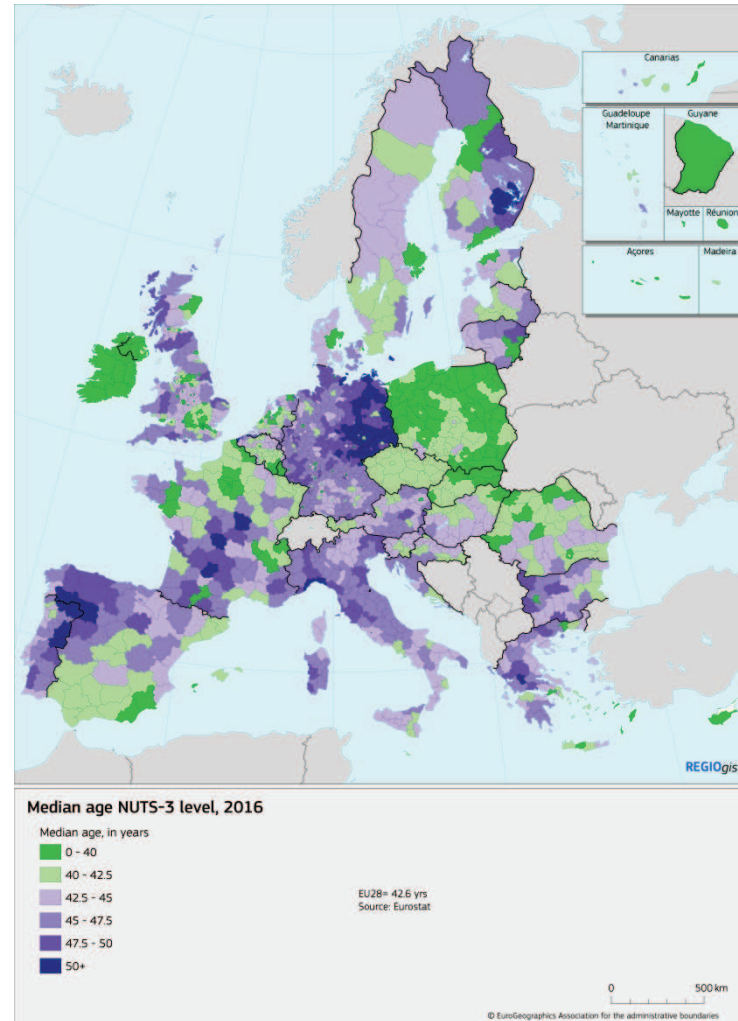 Canarias
Guadeloupe
Martinique
Guyane
Mayotte
Réunion
Açores
Madeira
REGIOgis
Median age NUTS-3 level, 2016
Median age, in years
0 - 40
40 - 42.5
42.5 - 45
45 - 47.5
47.5 - 50
50+
EU28= 42.6 yrs
Source: Eurostat
0 500 km
© EuroGeographics Association for the administrative boundaries